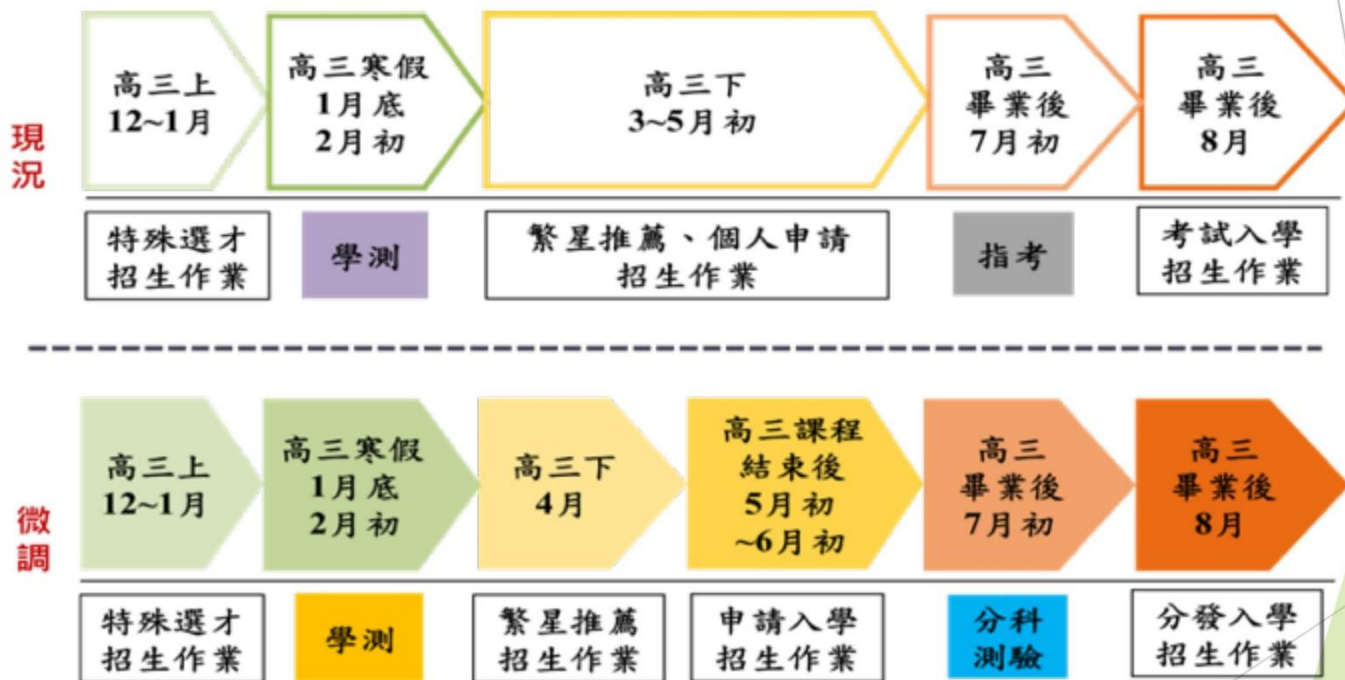 現況
高三上
12~1月
高三寒假
1月底
2月初
高三下
3~5月初
高三
畢業後
7月初
高三
畢業後
8月
特殊選才
招生作業
學測
繁星推薦、個人申請
招生作業
指考
考試入學
招生作業
微調
高三上
12~1月
高三寒假
1月底
2月初
高三下
4月
高三課程
結束後
5月初
~6月初
高三
畢業後
7月初
高三
畢業後
8月
特殊選才
招生作業
學測
繁星推薦
招生作業
申請入學
招生作業
分科
測驗
分發入學
招生作業